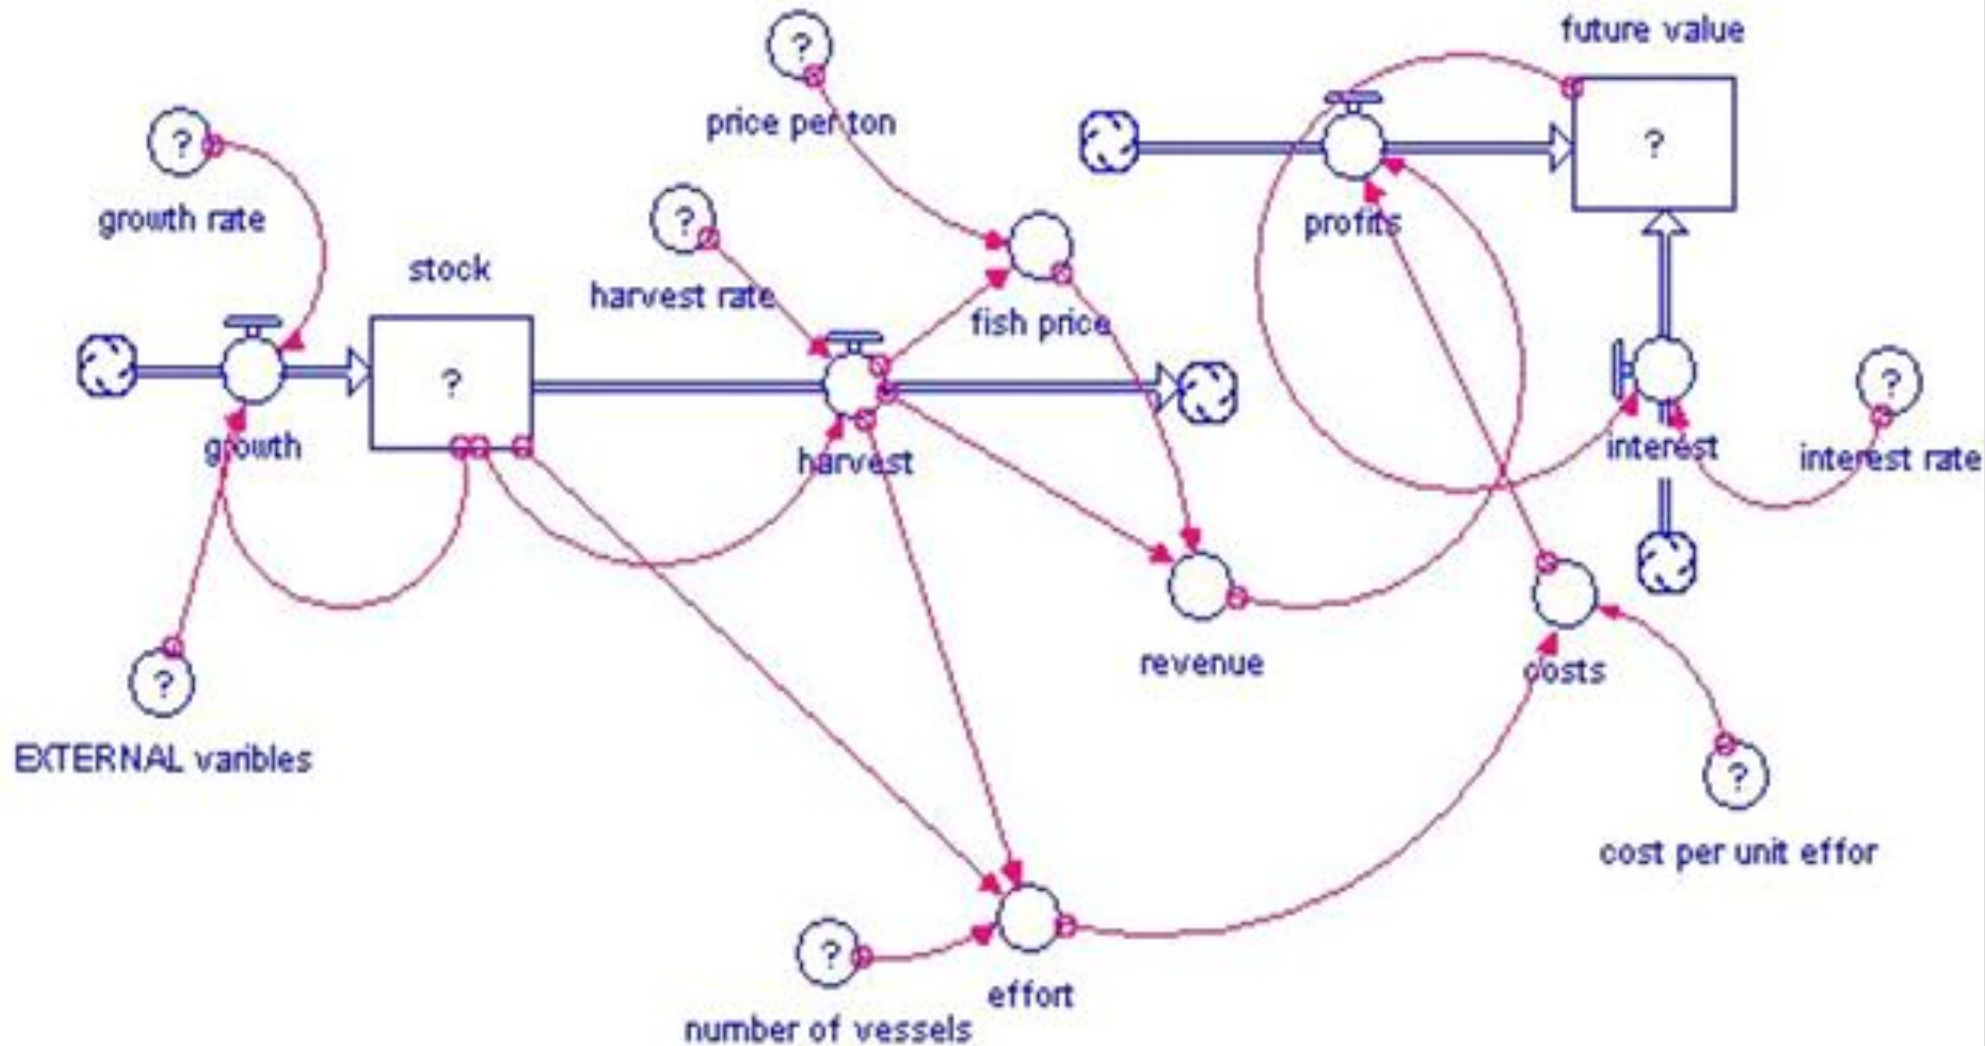 future value
?
?
price per ton
?
?
growth rate
?
profits
stock
harvest rate
fish price
?
?
growth
harvest
interest
interest rate
revenue
costs
?
EXTERNAL varibles
?
cost per unit effor
?
effort
number of vessels